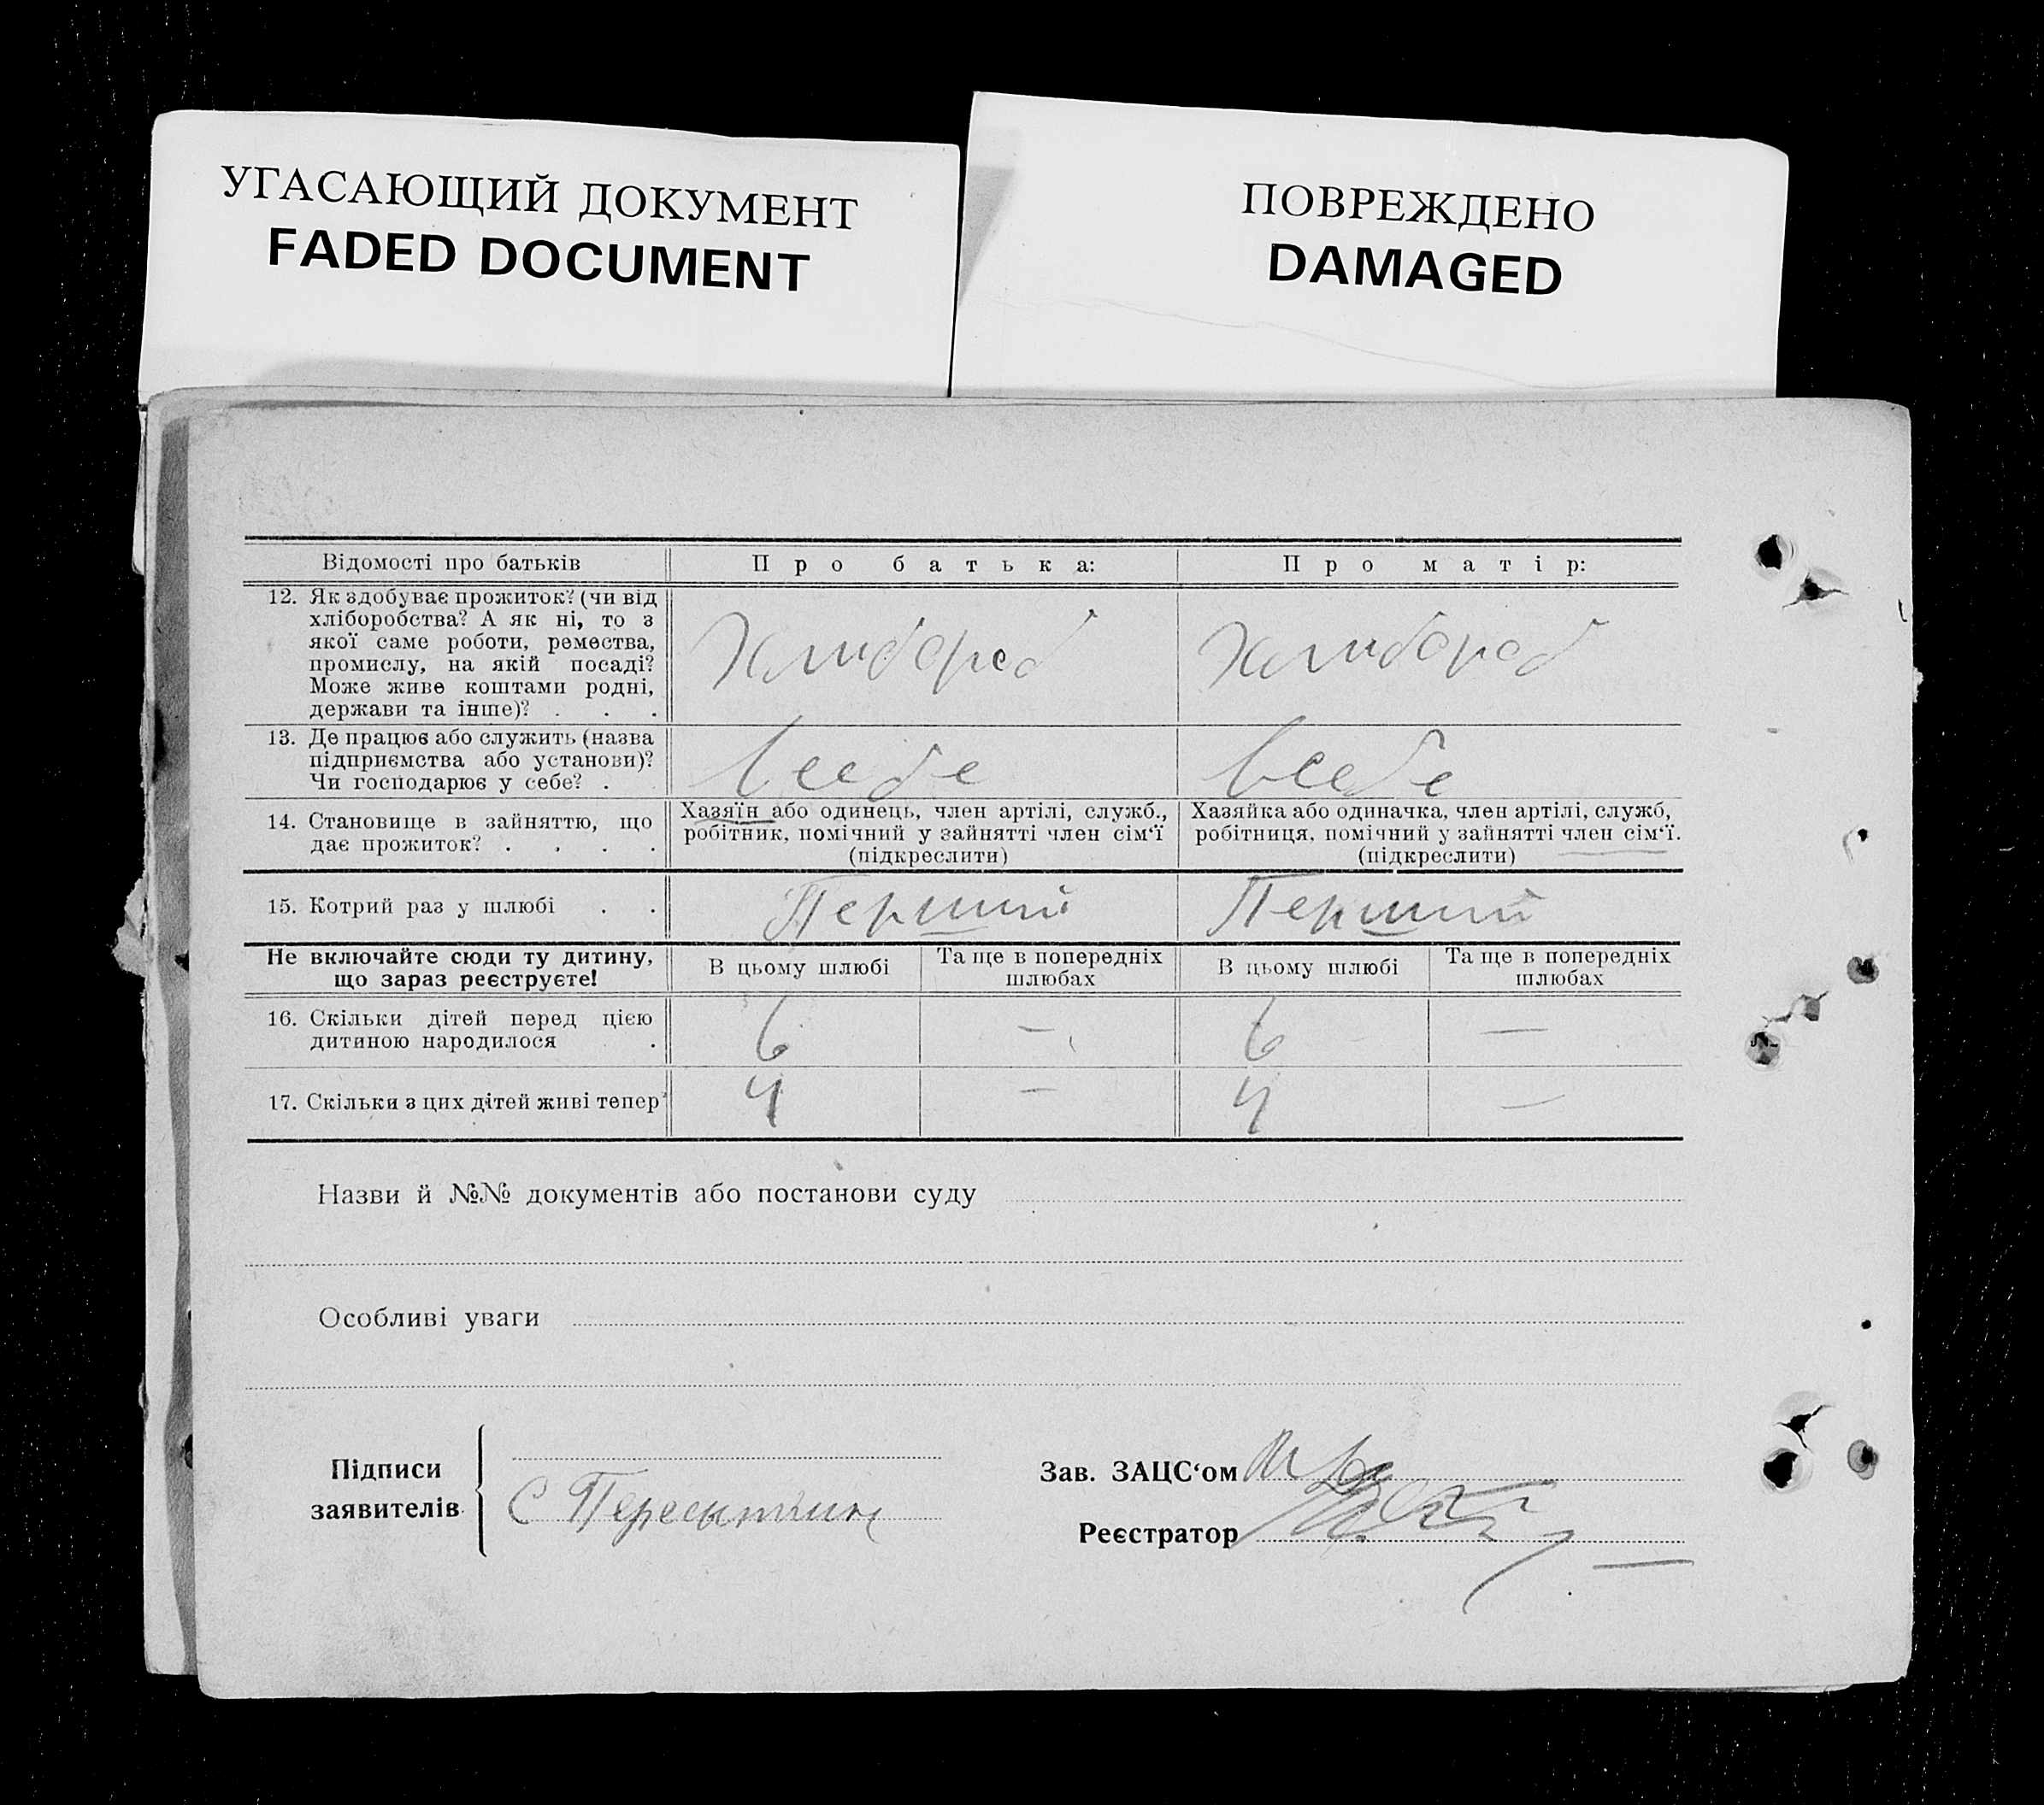 УГАСАЮЩИЙ ДОКУМЕНТ
FADED DOCUMENT
ПОВРЕЖДЕНО
DAMAGED
Відомості про батьків
Про батька:
Про матір:
12. Як здобуває прожиток? (чи від
хліборобства? А як ні, то з
якої саме роботи, ремества,
промислу, на якій посаді?
Може живе коштами родні,
держави та інше)? . . .
Хлибороб
Хлибороб
13. Де працює або служить (назва
підприємства або установи)?
Чи господарює у себе? .
В себе
В себе
14. Становище в зайняттю, що
дає прожиток? . . . .
Хазяїн або одинець, член артілі, служб.,
робітник, помічний у зайнятті член сім‘ї
(підкреслити)
Хазяйка або одиначка, член артілі, служб,
робітниця, помічний у зайнятті член сім‘ї.
(підкреслити)
15. Котрий раз у шлюбі . .
Перший
Перший
Не включайте сюди ту дитину,
що зараз реєструєте!
В цьому шлюбі
Та ще в попередніх
шлюбах
В цьому шлюбі
Та ще в попередніх
шлюбах
16. Скільки дітей перед цією
дитиною народилося .
6
—
6
—
17. Скільки з цих дітей живі тепер
4
—
4
—
Назви й №№ документів або постанови суду
Особливі уваги
Підписи
заявителів
С
Зав. ЗАЦС‘ом
Реєстратор